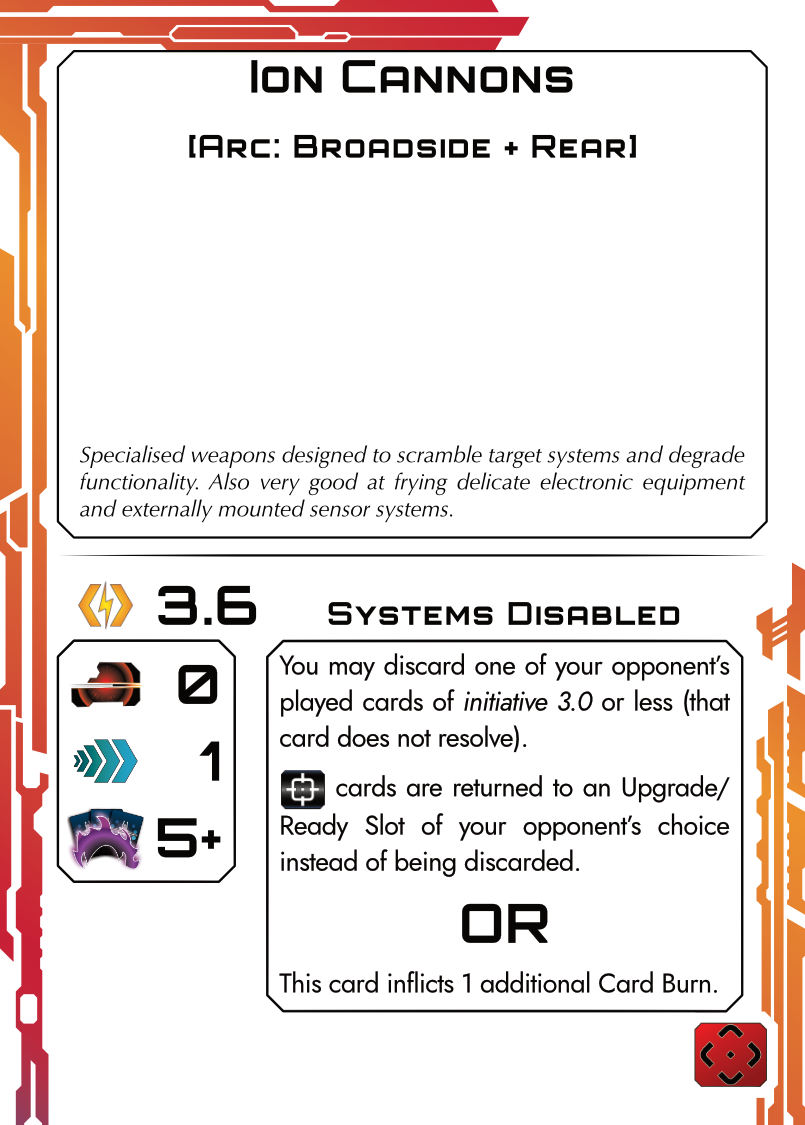 Ion Cannons
[Arc: Broadside + Rear]
Specialised weapons designed to scramble target systems and degrade
functionality. Also very good at frying delicate electronic equipment
and externally mounted sensor systems.
3.6
Systems Disabled
0
1
5+
You may discard one of your opponent's
played cards of initiative 3.0 or less (that
card does not resolve).
cards are returned to an Upgrade/
Ready Slot of your opponent's choice
instead of being discarded.
OR
This card inflicts 1 additional Card Burn.